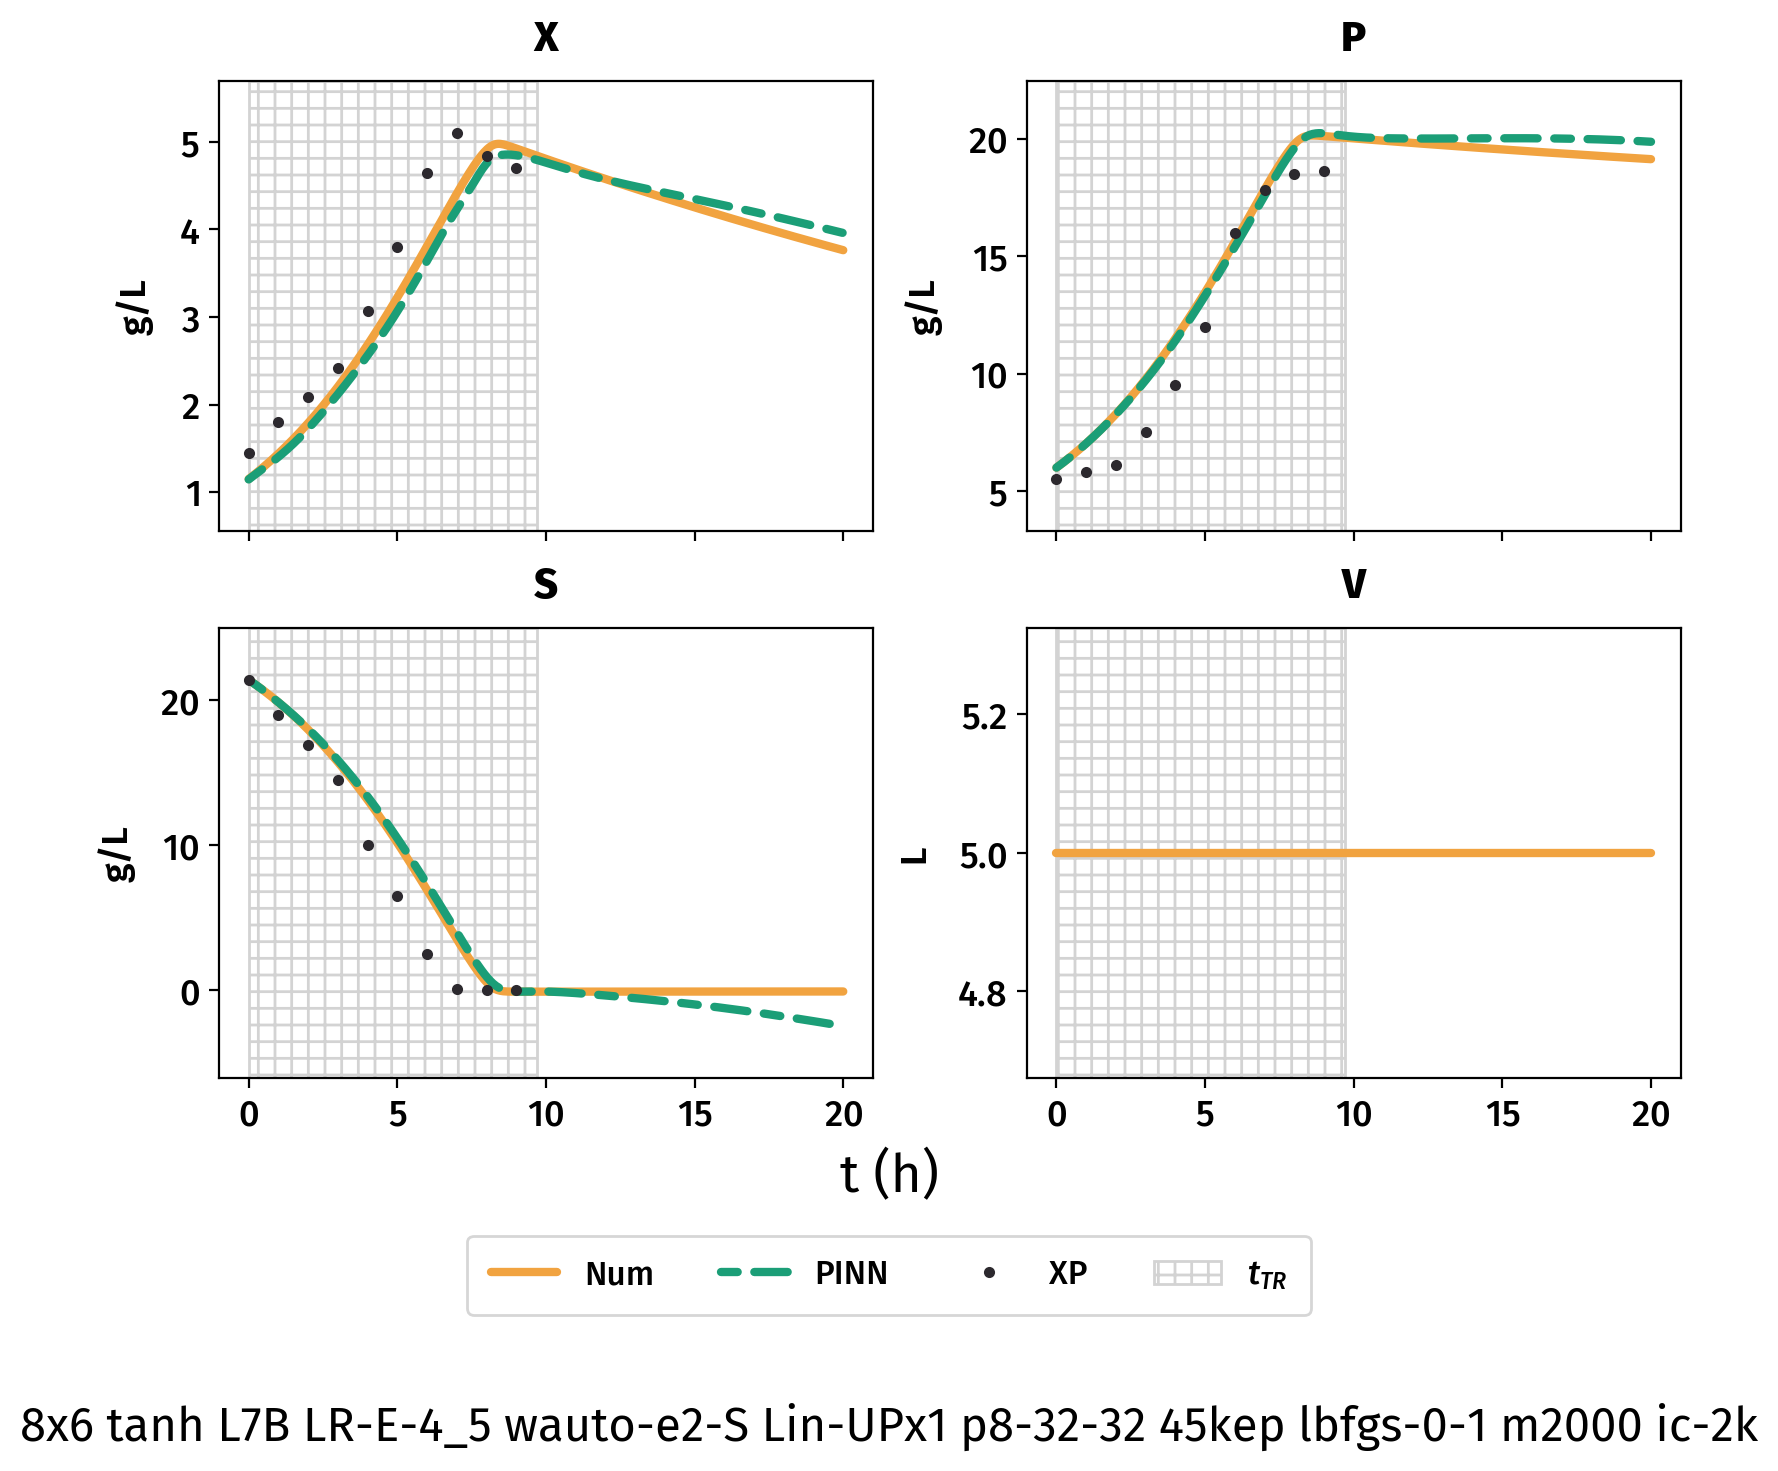 X
P
5
4
3
2
1
g/L
20
15
10
5
g/L
S
V
20
10
0
g/L
5.2
5.0
4.8
L
0 5 10 15 20
0 5 10 15 20
t (h)
Num PINN XP tTR
8x6 tanh L7B LR-E-4_5 wauto-e2-S Lin-UPx1 p8-32-32 45kep lbfgs-0-1 m2000 ic-2k